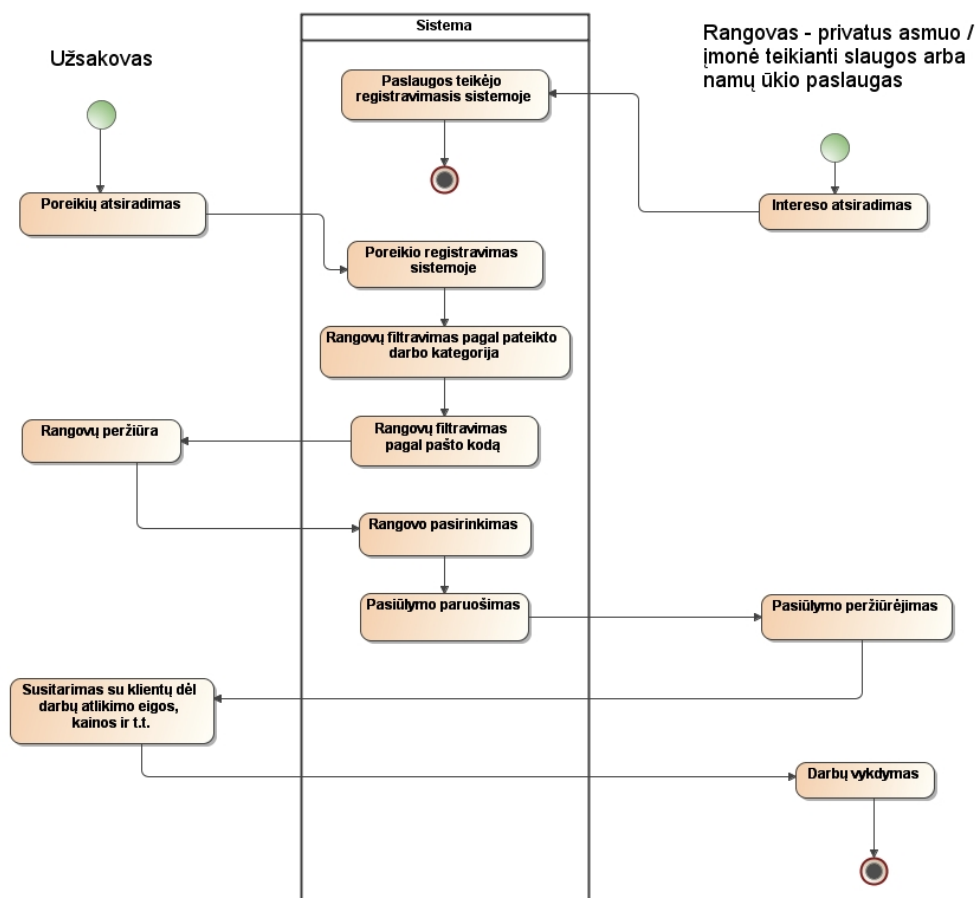 Sistema
Užsakovas
Rangovas - privatus asmuo /
įmonė teikianti slaugos arba
namų ūkio paslaugas
Paslaugos teikėjo
registravimasis sistemoje
Poreikių atsiradimas
Intereso atsiradimas
Poreikio registravimas
sistemoje
Rangovų filtravimas pagal pateikto
darbo kategorija
Rangovų filtravimas
pagal pašto kodą
Rangovų peržiūra
Rangovo pasirinkimas
Pasiūlymo paruošimas
Pasiūlymo peržiūrėjimas
Susitarimas su klientų dėl
darbų atlikimo eigos,
kainos ir t.t.
Darbų vykdymas